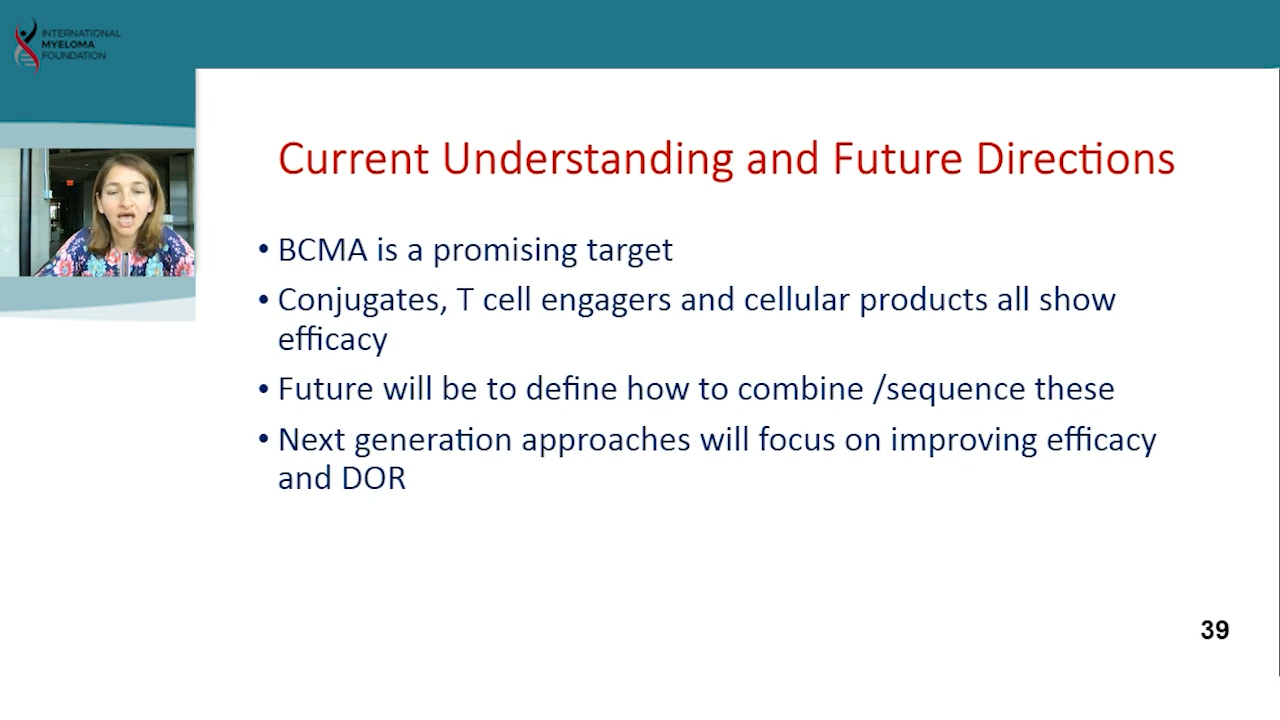 INTERNATIONAL
MYELOMA
FOUNDATION
Current Understanding and Future Directions
• BCMA is a promising target
• Conjugates, T cell engagers and cellular products all show
efficacy
• Future will be to define how to combine /sequence these
• Next generation approaches will focus on improving efficacy
and DOR
39